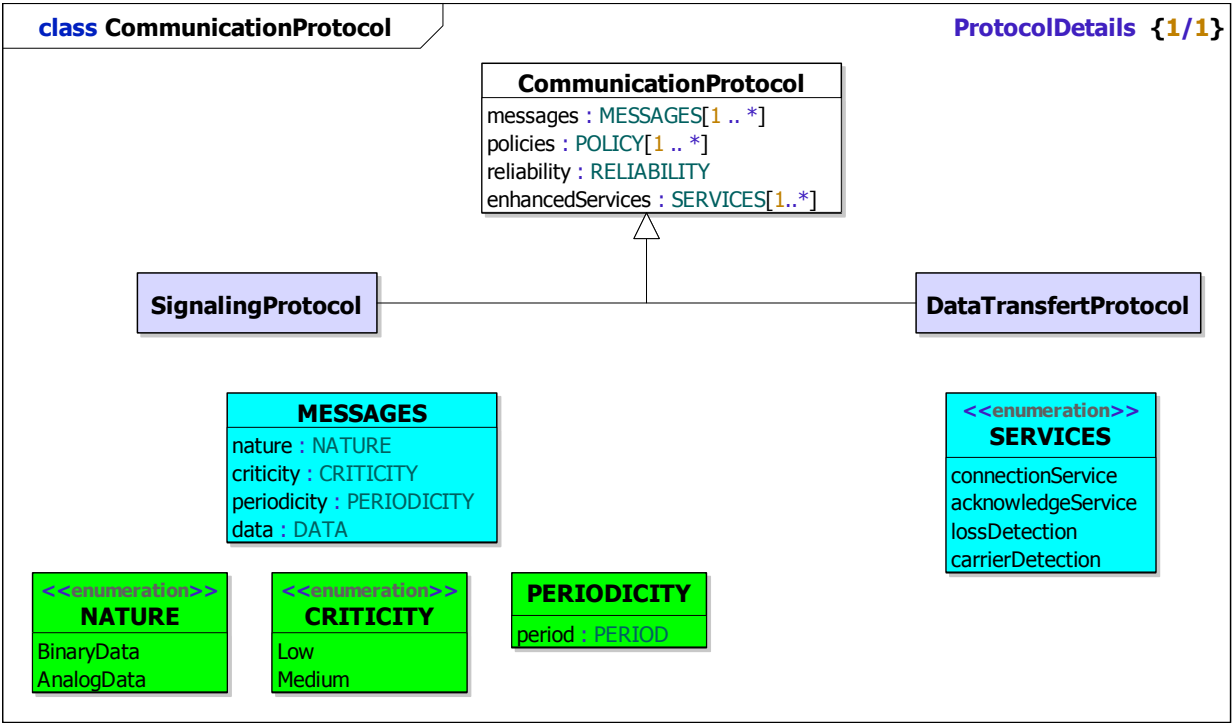 class CommunicationProtocol
ProtocolDetails {1/1}
CommunicationProtocol
messages : MESSAGES[1 .. *]
policies : POLICY[1 .. *]
reliability : RELIABILITY
enhancedServices : SERVICES[1..*]
SignalingProtocol
DataTransfertProtocol
MESSAGES
nature : NATURE
criticity : CRITICITY
periodicity : PERIODICITY
data : DATA
<<enumeration>>
SERVICES
connectionService
acknowledgeService
lossDetection
carrierDetection
<<enumeration>>
NATURE
BinaryData
AnalogData
<<enumeration>>
CRITICITY
Low
Medium
PERIODICITY
period : PERIOD